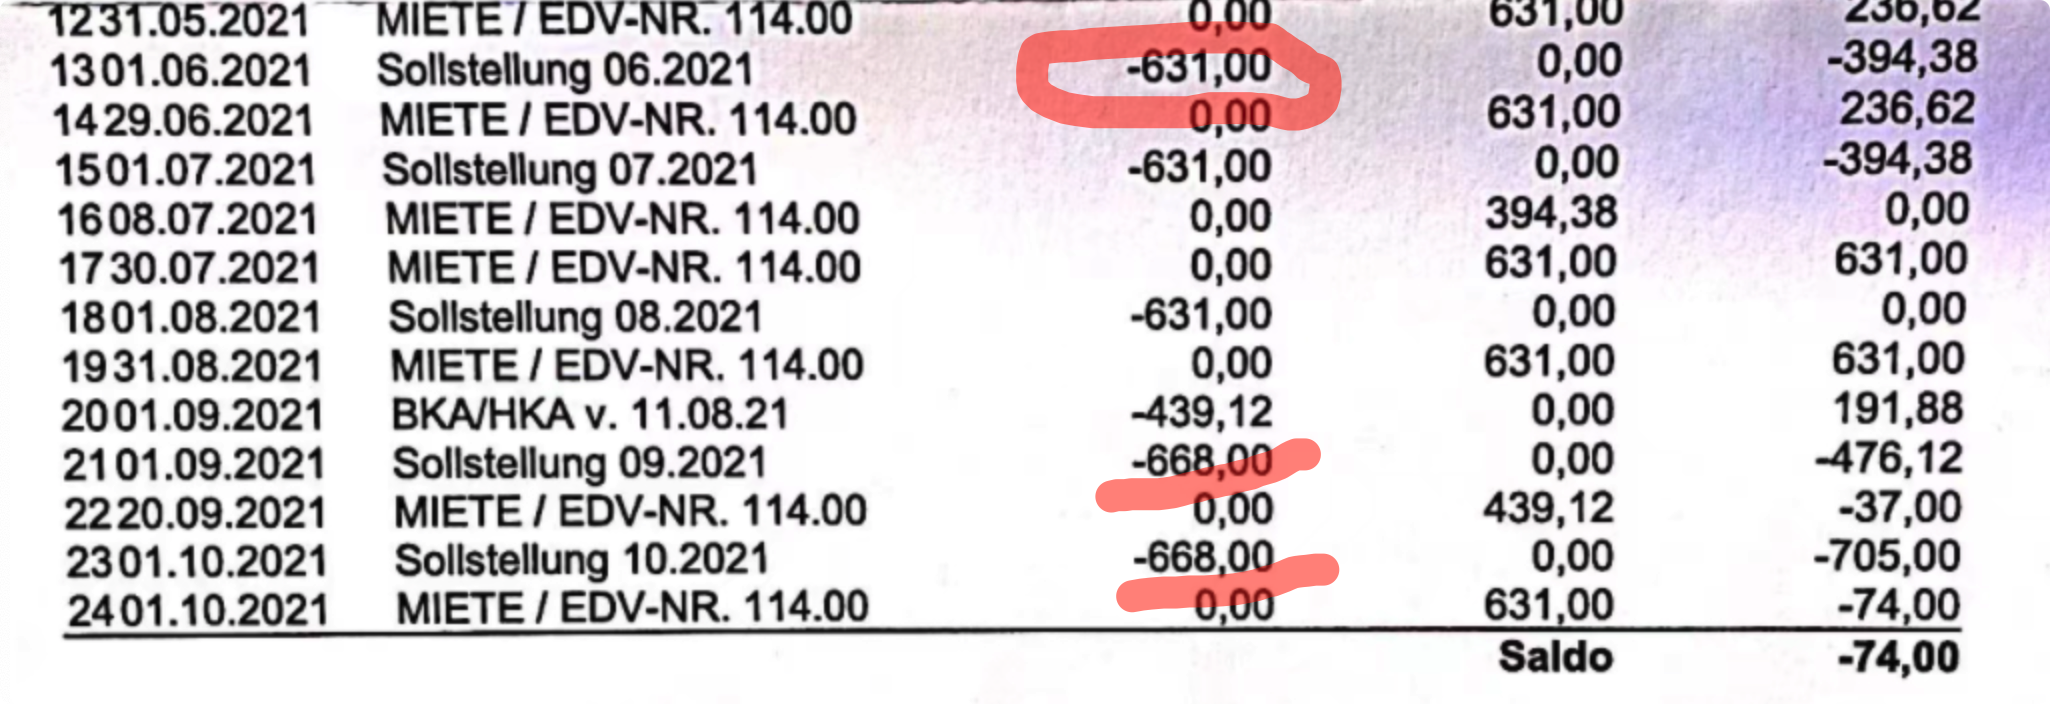 12 31.05.2021 MIETE / EDV-NR. 114.00 0,00 631,00 236,62
13 01.06.2021 Sollstellung 06.2021 -631,00 0,00 -394,38
14 29.06.2021 MIETE / EDV-NR. 114.00 0,00 631,00 236,62
15 01.07.2021 Sollstellung 07.2021 -631,00 0,00 -394,38
16 08.07.2021 MIETE / EDV-NR. 114.00 0,00 394,38 0,00
17 30.07.2021 MIETE / EDV-NR. 114.00 0,00 631,00 631,00
18 01.08.2021 Sollstellung 08.2021 -631,00 0,00 0,00
19 31.08.2021 MIETE / EDV-NR. 114.00 0,00 631,00 631,00
20 01.09.2021 BKA/HKA v. 11.08.21 -439,12 0,00 191,88
21 01.09.2021 Sollstellung 09.2021 -668,00 0,00 -476,12
22 20.09.2021 MIETE / EDV-NR. 114.00 0,00 439,12 -37,00
23 01.10.2021 Sollstellung 10.2021 -668,00 0,00 -705,00
24 01.10.2021 MIETE / EDV-NR. 114.00 0,00 631,00 -74,00
Saldo -74,00